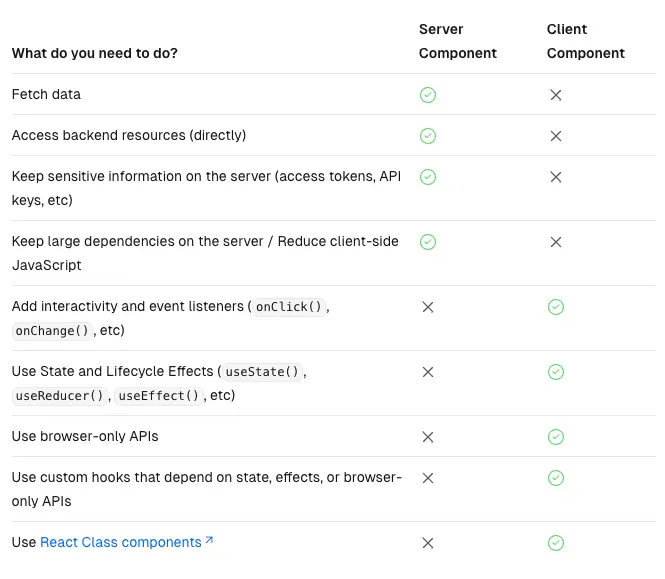 Server Client
What do you need to do? Component Component
Fetch data
Access backend resources (directly)
Keep sensitive information on the server (access tokens, API
keys, etc)
Keep large dependencies on the server / Reduce client-side
JavaScript
Add interactivity and event listeners ( onClick() ,
onChange() , etc)
Use State and Lifecycle Effects ( useState() ,
useReducer() , useEffect() , etc)
Use browser-only APIs
Use custom hooks that depend on state, effects, or browser-
only APIs
Use React Class components